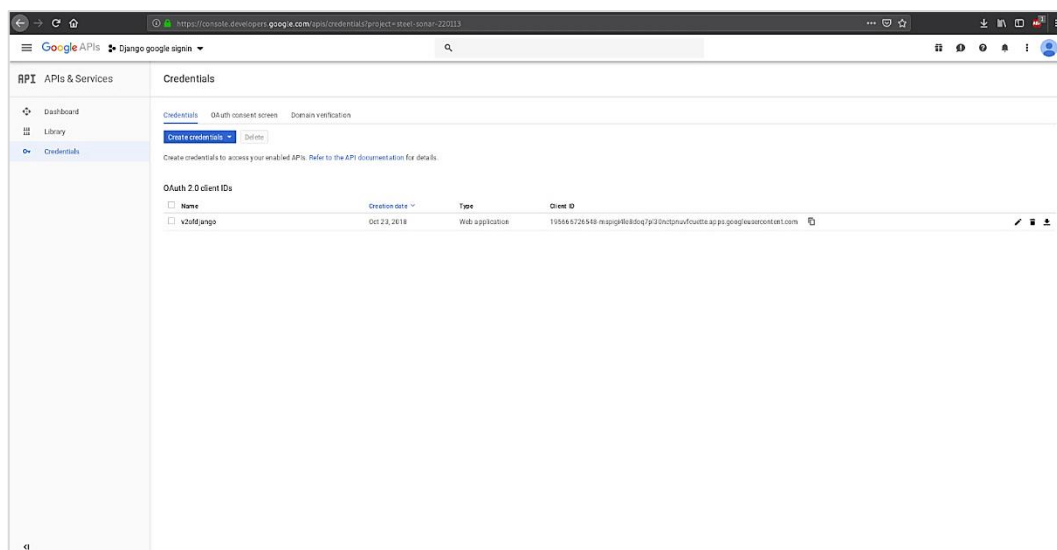 https://console.developers.google.com/apis/credentials?project=steel-sonar-220113
Google APIs Django google signin
API APIs & Services
Credentials
Dashboard
Library
Credentials
Credentials OAuth consent screen Domain verification
Create credentials Delete
Create credentials to access your enabled APIs. Refer to the API documentation for details.
OAuth 2.0 client IDs
Name Creation date Type Client ID
v2ofdjango Oct 23, 2018 Web application